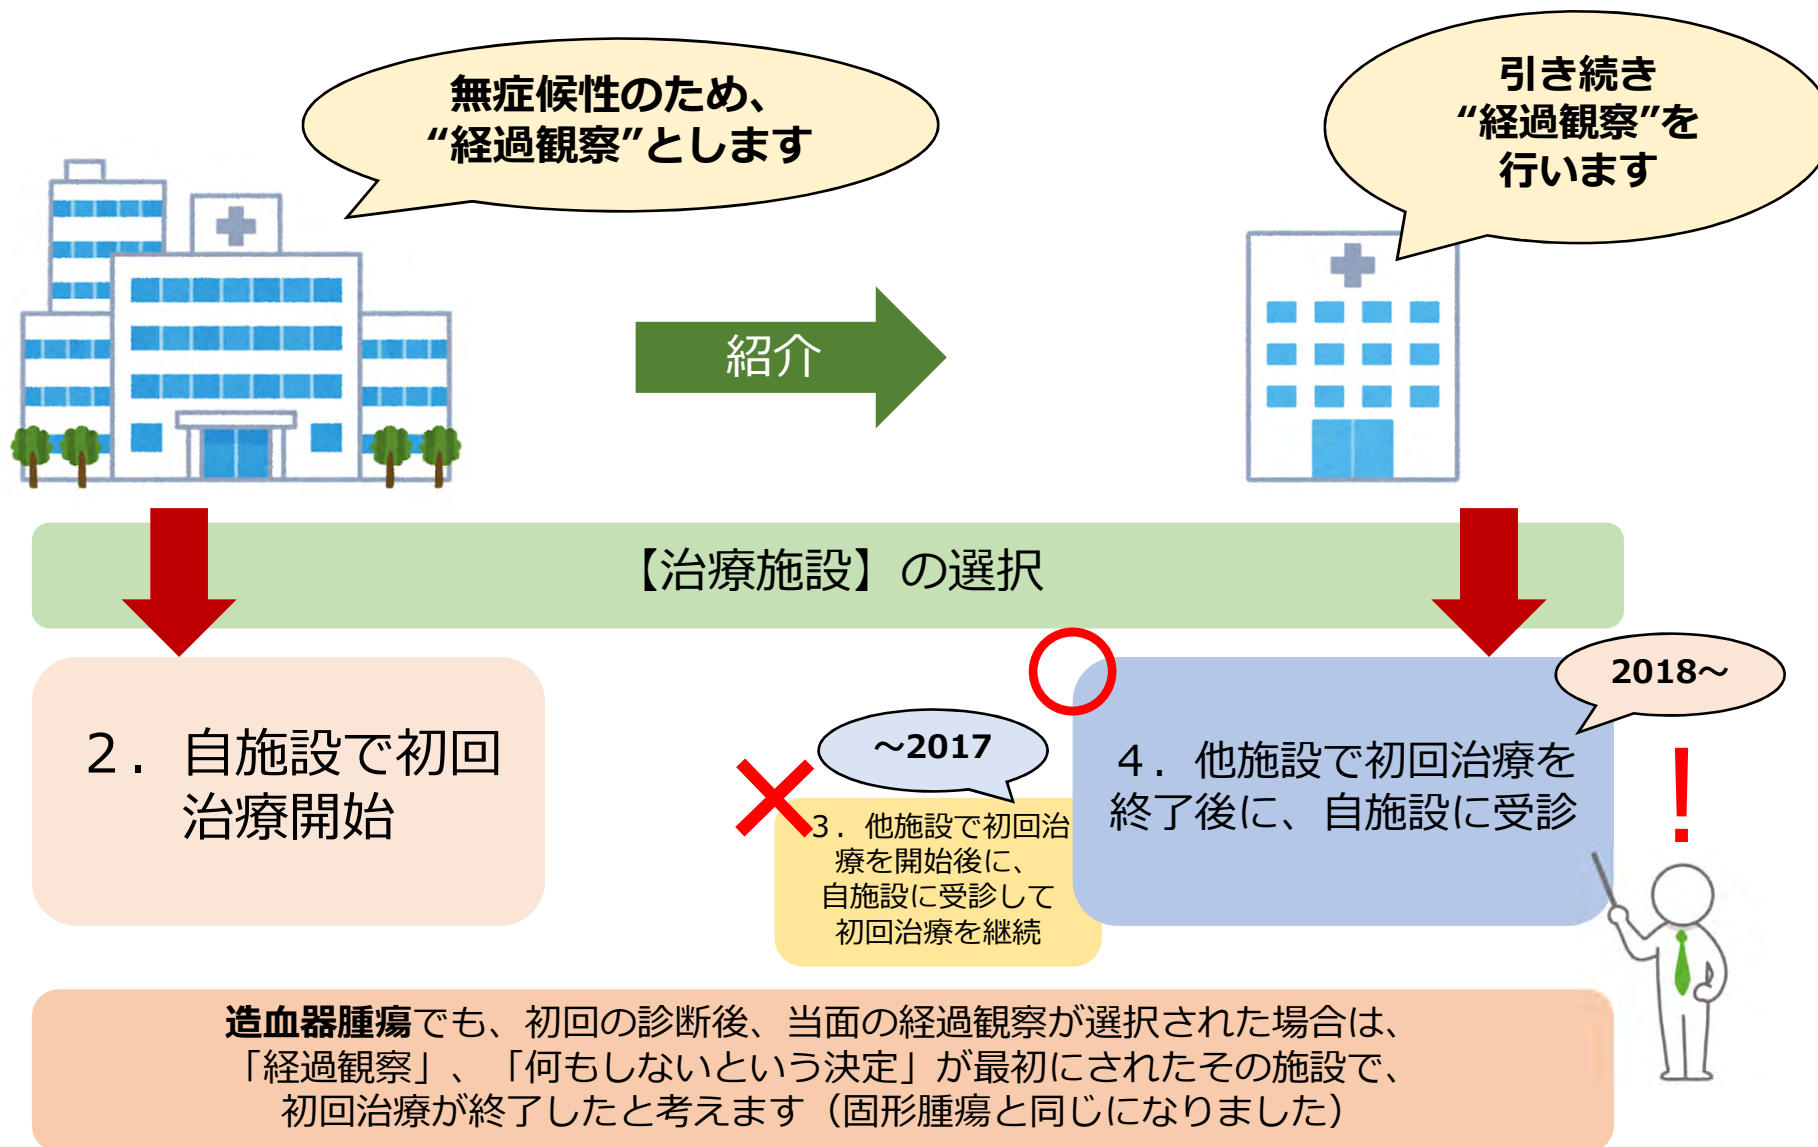 無症候性のため、
“経過観察”とします
引き続き
“経過観察”を
行います
紹介
【治療施設】の選択
２．自施設で初回
治療開始
～2017
３．他施設で初回治
療を開始後に、
自施設に受診して
初回治療を継続
2018～
４．他施設で初回治療を
終了後に、自施設に受診
！
造血器腫瘍でも、初回の診断後、当面の経過観察が選択された場合は、
「経過観察」、「何もしないという決定」が最初にされたその施設で、
初回治療が終了したと考えます（固形腫瘍と同じになりました）